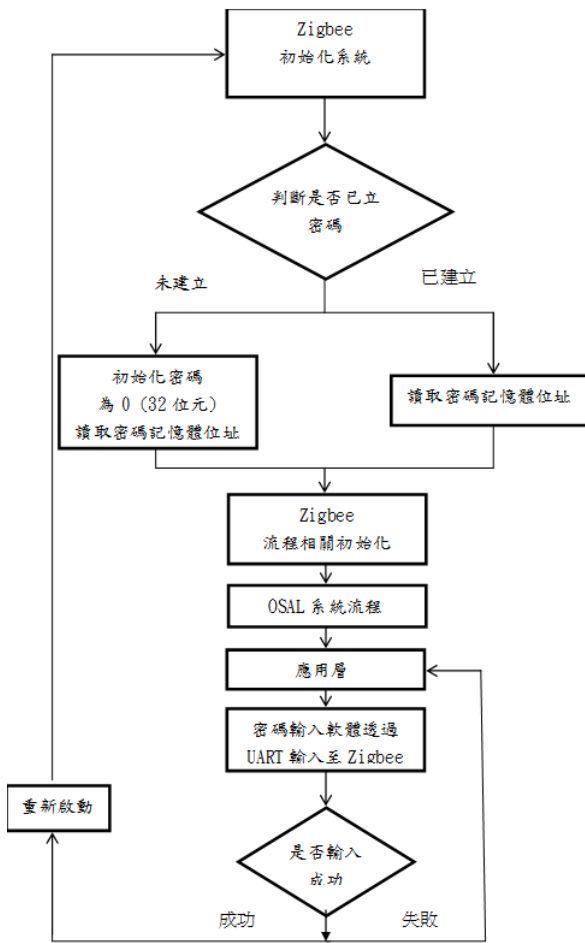 Zigbee
初始化系統
判斷是否已立
密碼
未建立
已建立
初始化密碼
為 0 (32 位元)
讀取密碼記憶體位址
讀取密碼記憶體位址
Zigbee
流程相關初始化
OSAL 系統流程
應用層
密碼輸入軟體透過
UART 輸入至 Zigbee
重新啟動
是否輸入
成功
成功
失敗